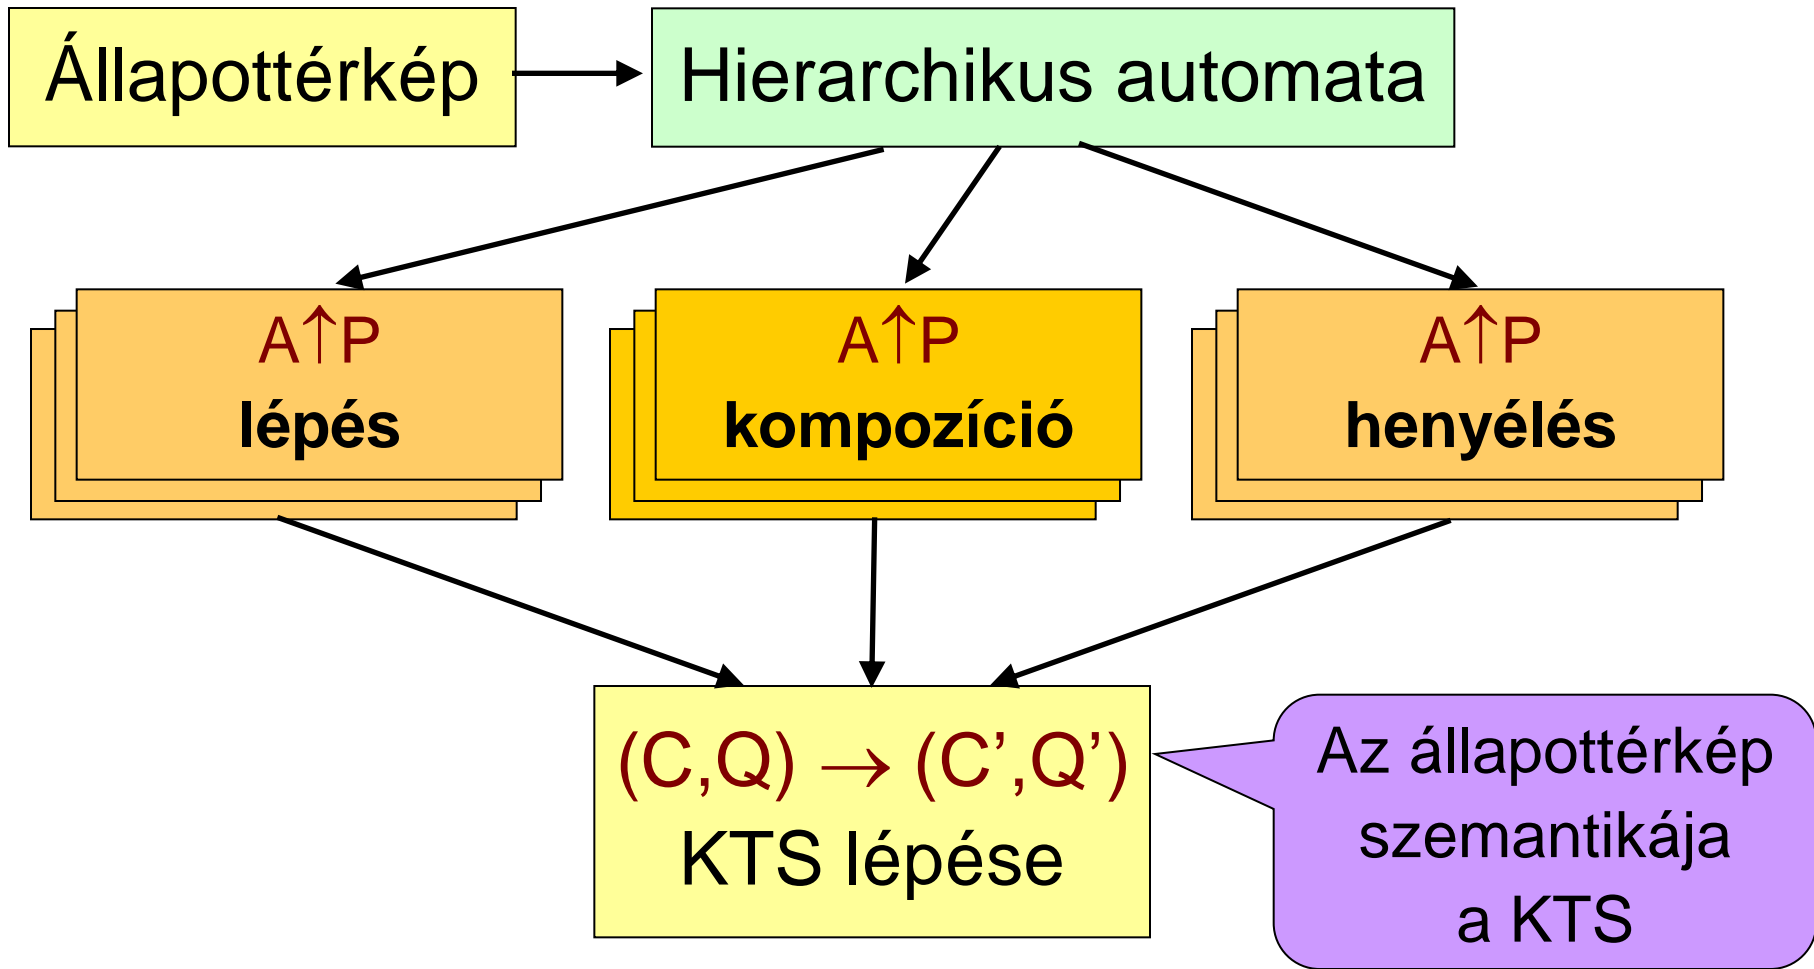 Állapottérkép
Hierarchikus automata
A↑P
lépés
A↑P
kompozíció
A↑P
henyélés
(C,Q) → (C’,Q’)
KTS lépése
Az állapottérkép
szemantikája
a KTS